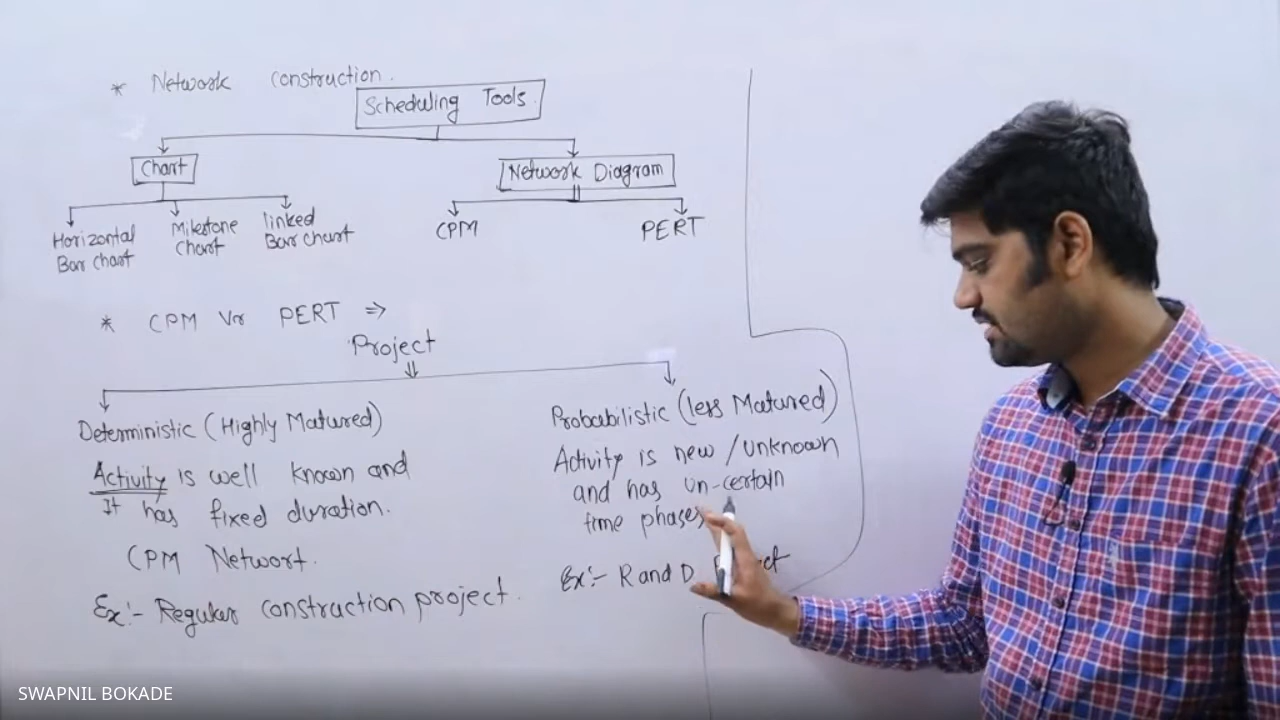 * Network construction.
Scheduling Tools.
Chart
Network Diagram
Horizontal
Bar chart
Milestone
Chart
linked
Bar chart
CPM
PERT
* CPM Vs PERT ⇒
Project
Deterministic (Highly Matured)
Activity is well known and
It has fixed duration.
CPM Networt.
Ex:- Regular construction project.
Probabilistic (less Matured)
Activity is new / unknown
and has un-certain
time phases
Ex:- R and D
SWAPNIL BOKADE